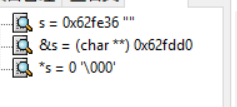 s = 0x62fe36 ""
&s = (char **) 0x62fdd0
*s = 0 '\000'